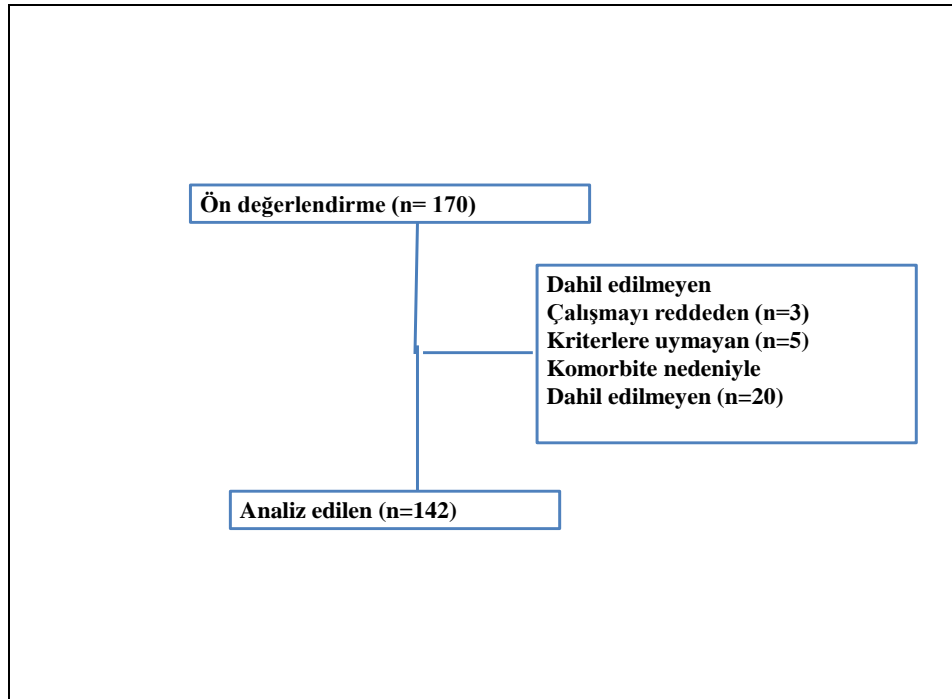 Ön değerlendirme (n= 170)
Dahil edilmeyen
Çalışmayı reddeden (n=3)
Kriterlere uymayan (n=5)
Komorbite nedeniyle
Dahil edilmeyen (n=20)
Analiz edilen (n=142)